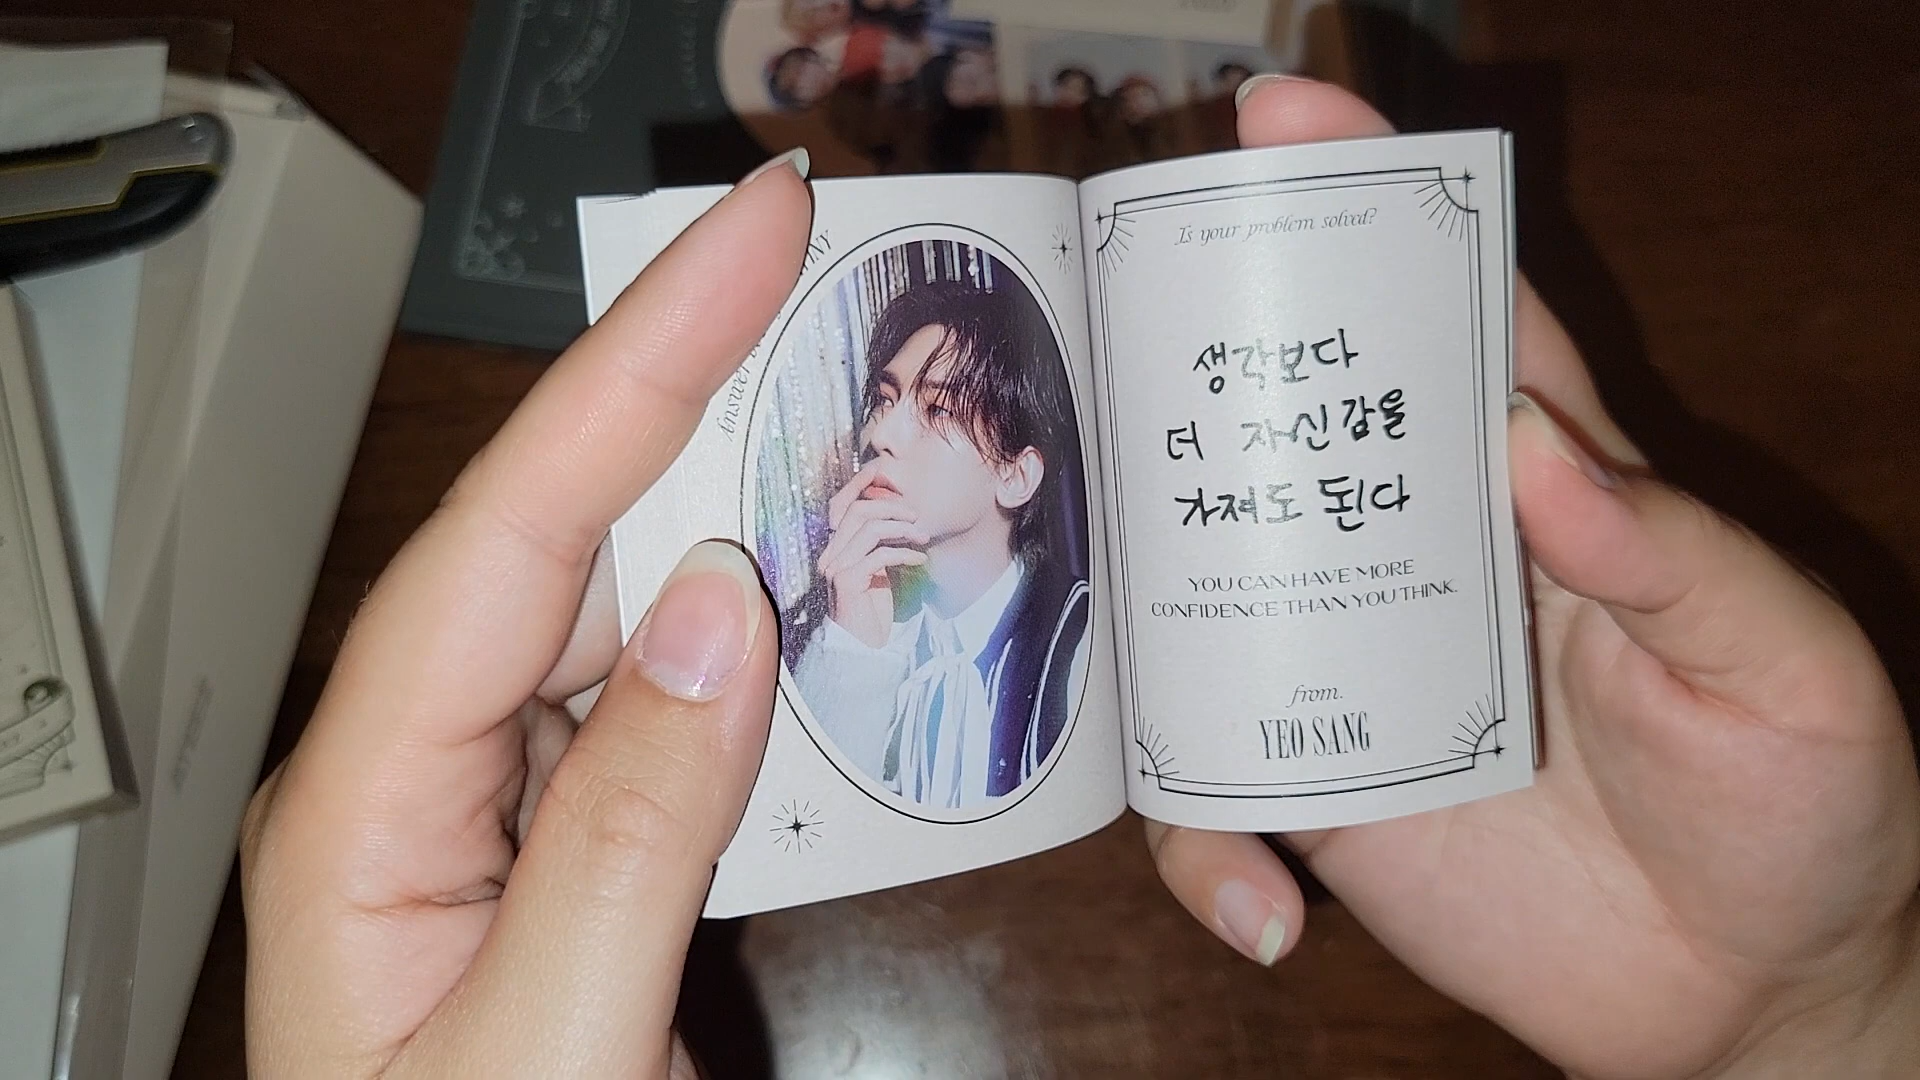 Answer
Is your problem solved?
생각보다
더 자신감을
가져도 된다
YOU CAN HAVE MORE
CONFIDENCE THAN YOU THINK.
from.
YEO SANG